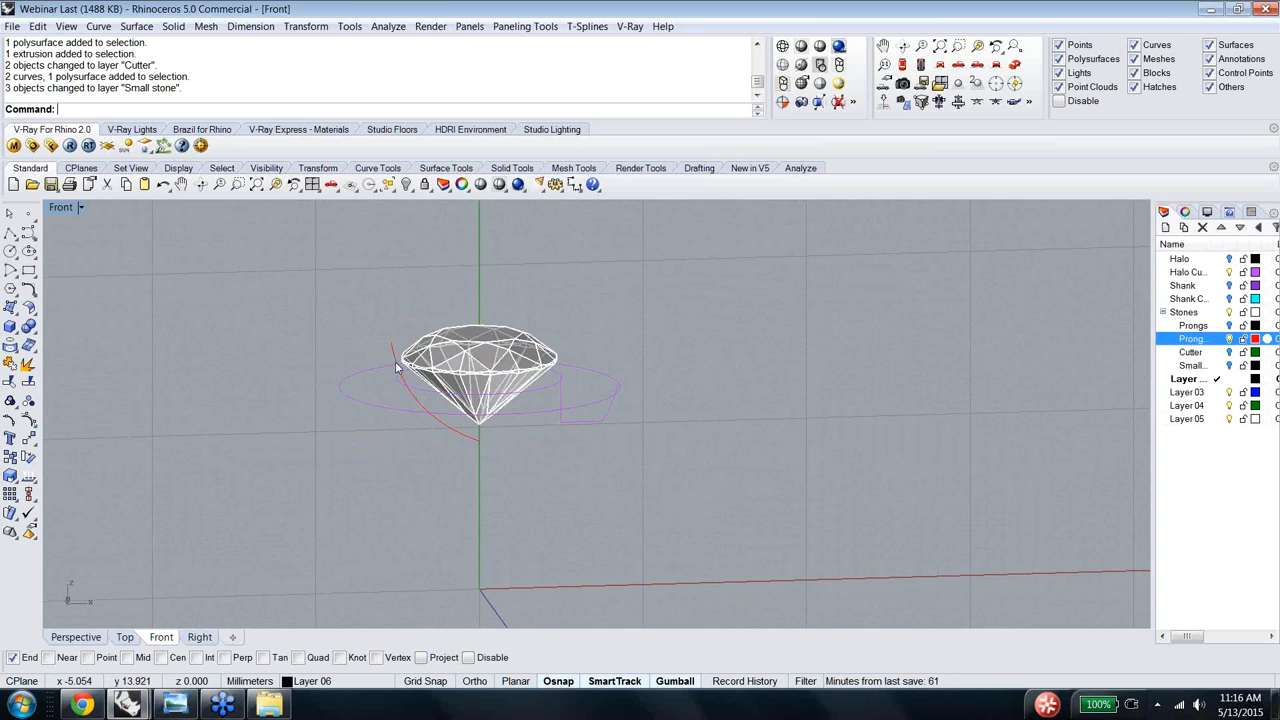 Webinar Last (1488 KB) - Rhinoceros 5.0 Commercial - [Front]
File Edit View Curve Surface Solid Mesh Dimension Transform Tools Analyze Render Panels Paneling Tools T-Splines V-Ray Help
1 polysurface added to selection.
1 extrusion added to selection.
2 objects changed to layer "Cutter".
2 curves, 1 polysurface added to selection.
3 objects changed to layer "Small stone".
Command:
Points Curves Surfaces
Polysurfaces Meshes Annotations
Lights Blocks Control Points
Point Clouds Hatches Others
Disable
V-Ray For Rhino 2.0 V-Ray Lights Brazil for Rhino V-Ray Express - Materials Studio Floors HDRI Environment Studio Lighting
Standard CPlanes Set View Display Select Visibility Transform Curve Tools Surface Tools Solid Tools Mesh Tools Render Tools Drafting New in V5 Analyze
Front
Name
Halo
Halo Cu...
Shank
Shank C...
Stones
Prongs
Prong...
Cutter
Small...
Layer ...
Layer 03
Layer 04
Layer 05
z
x
Perspective Top Front Right
End Near Point Mid Cen Int Perp Tan Quad Knot Vertex Project Disable
CPlane x -5.054 y 13.921 z 0.000 Millimeters Layer 06 Grid Snap Ortho Planar Osnap SmartTrack Gumball Record History Filter Minutes from last save: 61
100%
11:16 AM
5/13/2015